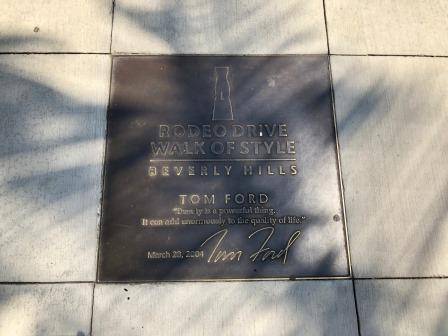 RODEO DRIVE
WALK OF STYLE
BEVERLY HILLS
TOM FORD
is a powerful thing.
It can add enormously to the quality of life."
March 28, 2004 Tom Ford